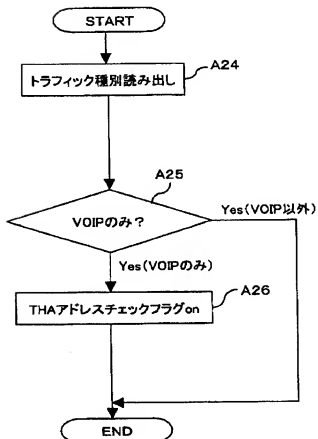 START
トラフィック種別読み出し
A24
A25
VOIPのみ？
Yes（VOIP以外）
Yes（VOIPのみ）
A26
THAアドレスチェックフラグon
END